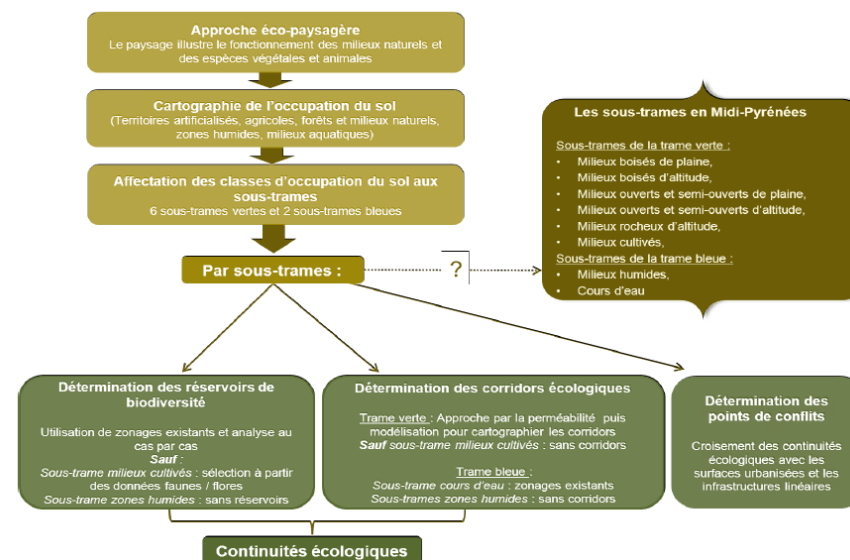 Approche éco-paysagère
Le paysage illustre le fonctionnement des milieux naturels et
des espèces végétales et animales
Cartographie de l'occupation du sol
(Territoires artificialisés, agricoles, forêts et milieux naturels,
zones humides, milieux aquatiques)
Affectation des classes d'occupation du sol aux
sous-trames
6 sous-trames vertes et 2 sous-trames bleues
Par sous-trames :
?
Les sous-trames en Midi-Pyrénées
Sous-trames de la trame verte :
• Milieux boisés de plaine,
• Milieux boisés d'altitude,
• Milieux ouverts et semi-ouverts de plaine,
• Milieux ouverts et semi-ouverts d'altitude,
• Milieux rocheux d'altitude,
• Milieux cultivés,
Sous-trames de la trame bleue :
• Milieux humides,
• Cours d'eau
Détermination des réservoirs de
biodiversité
Utilisation de zonages existants et analyse au
cas par cas
Sauf :
Sous-trame milieux cultivés : sélection à partir
des données faunes / flores
Sous-trame zones humides : sans réservoirs
Détermination des corridors écologiques
Trame verte : Approche par la perméabilité puis
modélisation pour cartographier les corridors
Sauf sous-trame milieux cultivés : sans corridors
Trame bleue :
Sous-trame cours d'eau : zonages existants
Sous-trames zones humides : sans corridors
Détermination des
points de conflits
Croisement des continuités
écologiques avec les
surfaces urbanisées et les
infrastructures linéaires
Continuités écologiques